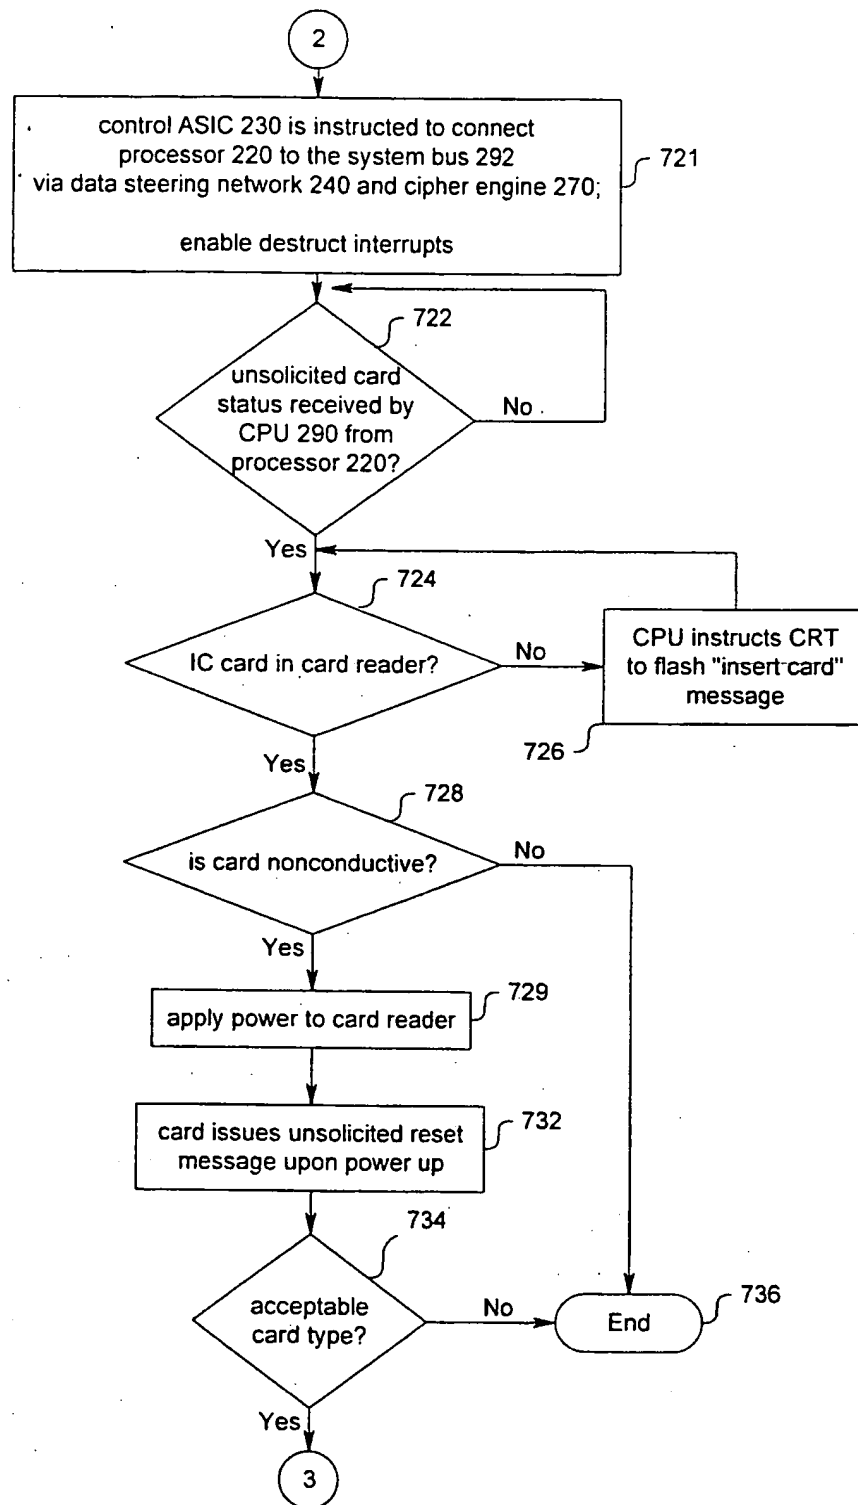 2
control ASIC 230 is instructed to connect
processor 220 to the system bus 292
via data steering network 240 and cipher engine 270;
enable destruct interrupts
721
722
unsolicited card
status received by
CPU 290 from
processor 220?
No
Yes
724
IC card in card reader?
No
CPU instructs CRT
to flash "insert card"
message
726
Yes
728
is card nonconductive?
No
Yes
729
apply power to card reader
732
card issues unsolicited reset
message upon power up
734
acceptable
card type?
No
End
736
Yes
3